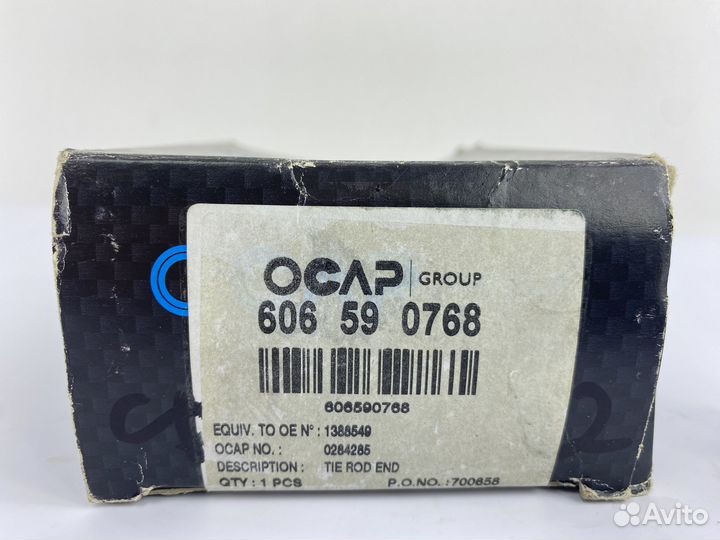 OCAP GROUP
606 59 0768
606590768
EQUIV. TO OE N° : 1388549
OCAP NO. : 0284285
DESCRIPTION : TIE ROD END
QTY : 1 PCS P.O.NO. : 700658
Avito